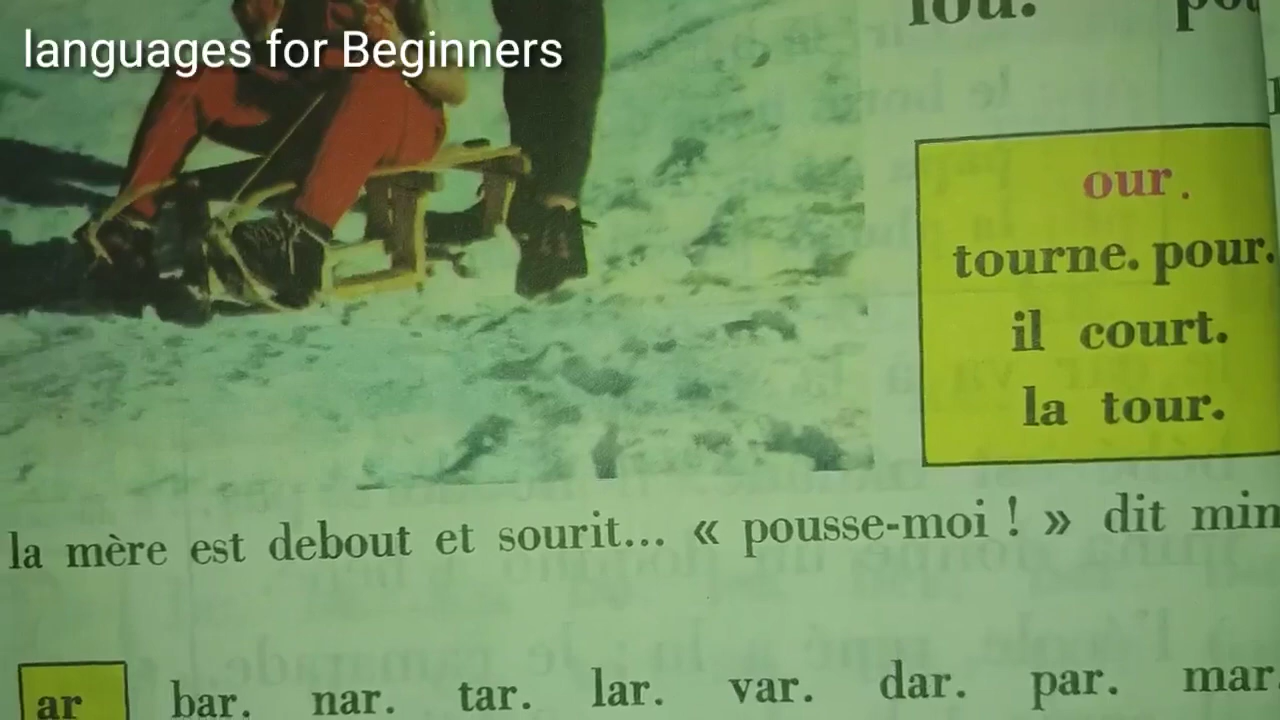 languages for Beginners
our.
tourne. pour.
il court.
la tour.
la mère est debout et sourit... « pousse-moi ! » dit
ar bar. nar. tar. lar. var. dar. par. mar.